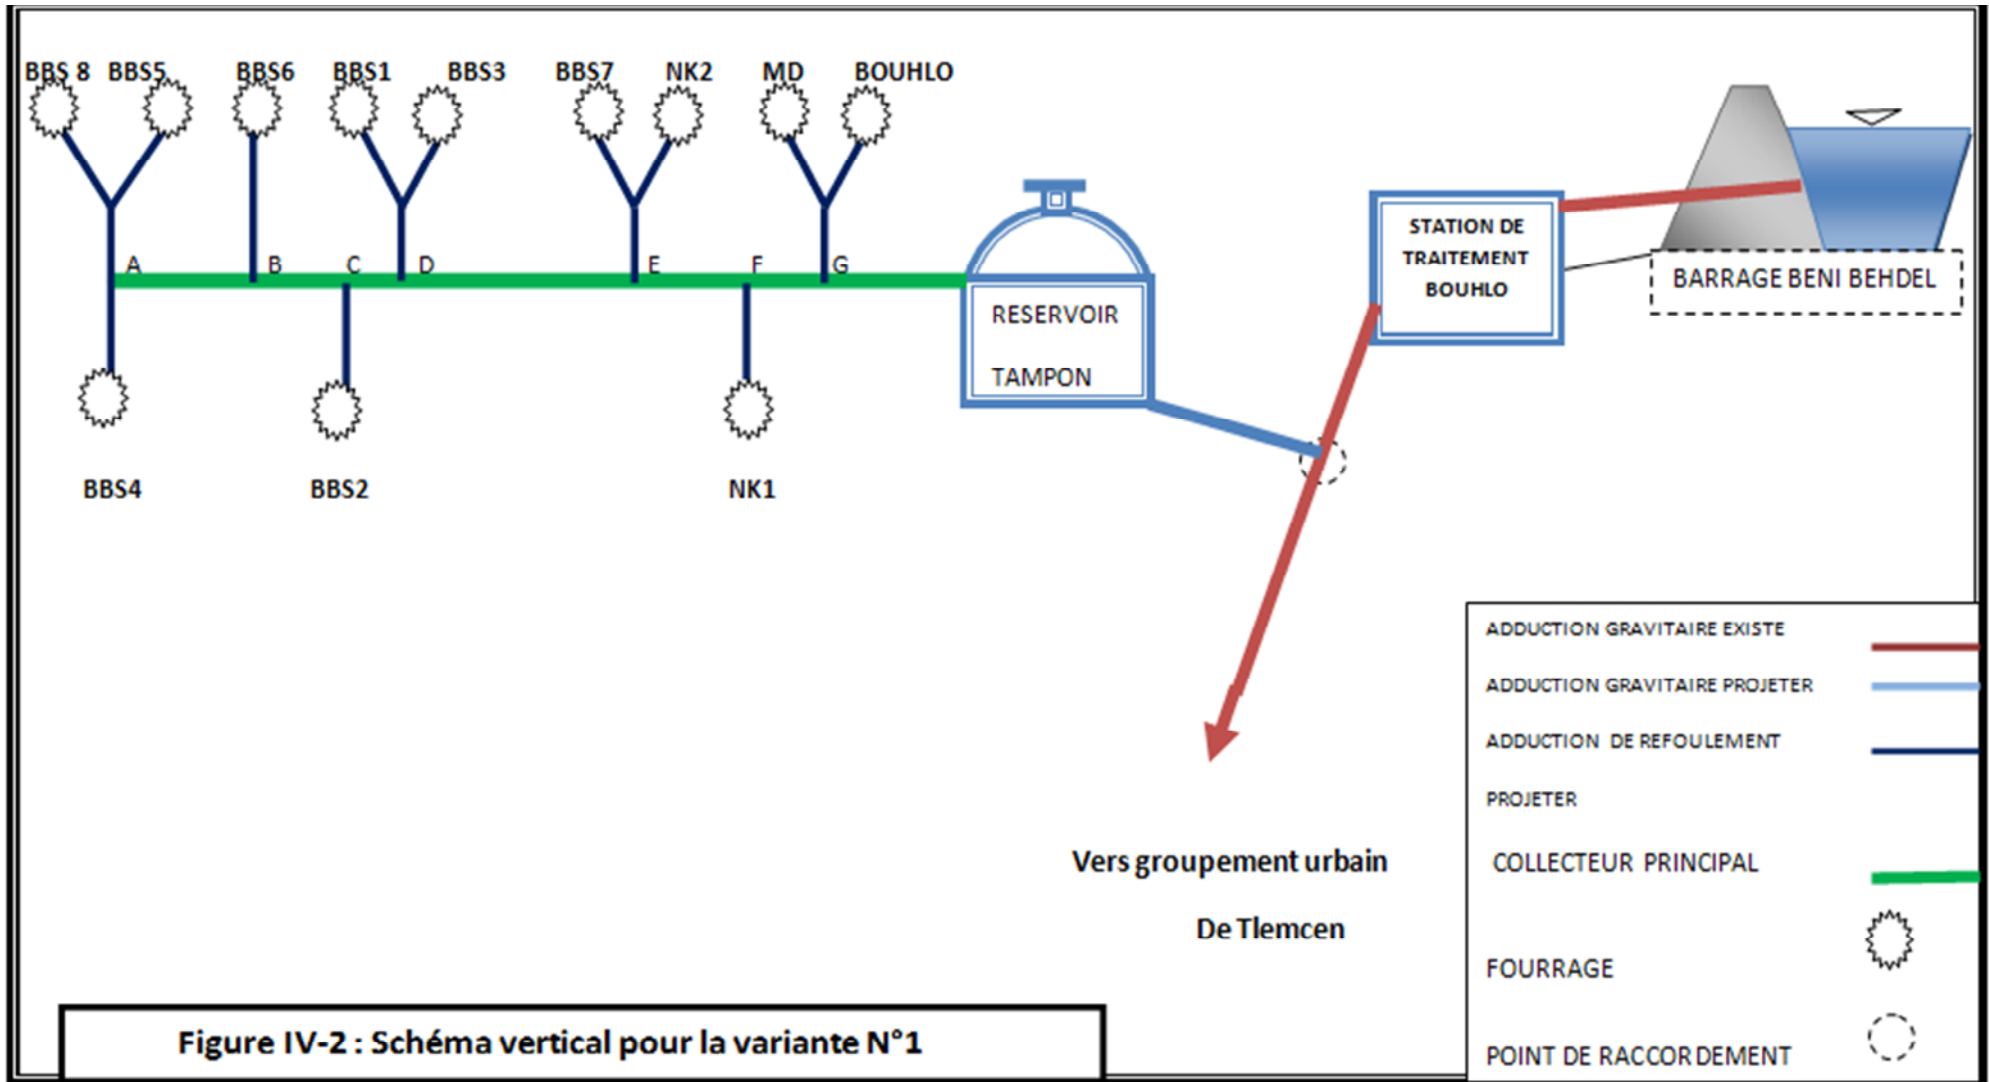 BBS 8 BBS5 BBS6 BBS1 BBS3 BBS7 NK2 MD BOUHLO
A B C D E F G
BBS4 BBS2 NK1
RESERVOIR
TAMPON
STATION DE
TRAITEMENT
BOUHLO
BARRAGE BENI BEHDEL
Vers groupement urbain
De Tlemcen
ADDUCTION GRAVITAIRE EXISTE
ADDUCTION GRAVITAIRE PROJETER
ADDUCTION DE REFOULEMENT
PROJETER
COLLECTEUR PRINCIPAL
FOURRAGE
POINT DE RACCORDEMENT
Figure IV-2 : Schéma vertical pour la variante N°1